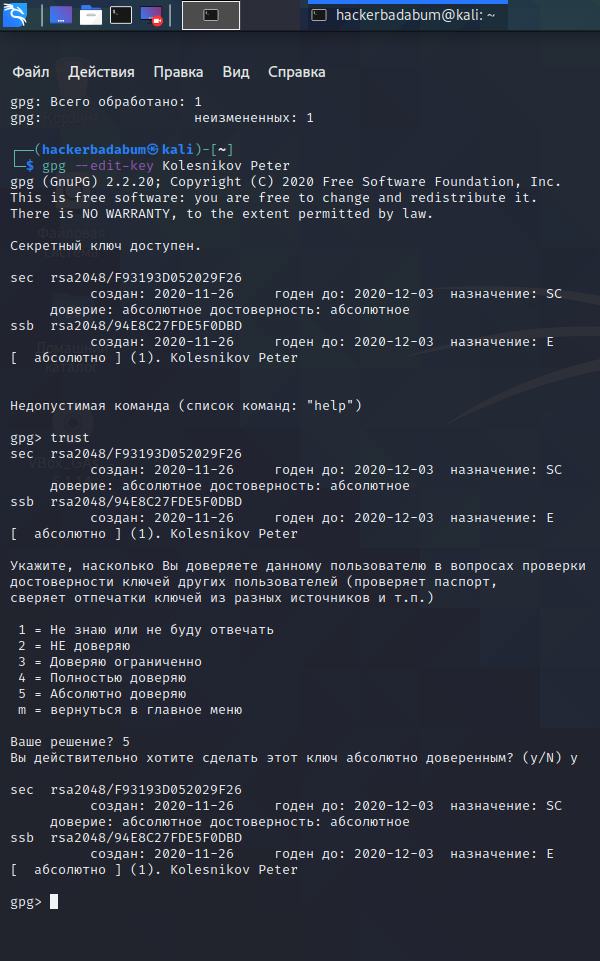 hackerbadabum@kali: ~
Файл Действия Правка Вид Справка
gpg: Всего обработано: 1
gpg:                   неизмененных: 1
┌──(hackerbadabum㉿kali)-[~]
└─$ gpg --edit-key Kolesnikov Peter
gpg (GnuPG) 2.2.20; Copyright (C) 2020 Free Software Foundation, Inc.
This is free software: you are free to change and redistribute it.
There is NO WARRANTY, to the extent permitted by law.
Секретный ключ доступен.
sec  rsa2048/F93193D052029F26
     создан: 2020-11-26     годен до: 2020-12-03  назначение: SC
     доверие: абсолютное достоверность: абсолютное
ssb  rsa2048/94E8C27FDE5F0DBD
     создан: 2020-11-26     годен до: 2020-12-03  назначение: E
[  абсолютно ] (1). Kolesnikov Peter
Недопустимая команда (список команд: "help")
gpg> trust
sec  rsa2048/F93193D052029F26
     создан: 2020-11-26     годен до: 2020-12-03  назначение: SC
     доверие: абсолютное достоверность: абсолютное
ssb  rsa2048/94E8C27FDE5F0DBD
     создан: 2020-11-26     годен до: 2020-12-03  назначение: E
[  абсолютно ] (1). Kolesnikov Peter
Укажите, насколько Вы доверяете данному пользователю в вопросах проверки
достоверности ключей других пользователей (проверяет паспорт,
сверяет отпечатки ключей из разных источников и т.п.)
1 = Не знаю или не буду отвечать
2 = НЕ доверяю
3 = Доверяю ограниченно
4 = Полностью доверяю
5 = Абсолютно доверяю
m = вернуться в главное меню
Ваше решение? 5
Вы действительно хотите сделать этот ключ абсолютно доверенным? (y/N) y
sec  rsa2048/F93193D052029F26
     создан: 2020-11-26     годен до: 2020-12-03  назначение: SC
     доверие: абсолютное достоверность: абсолютное
ssb  rsa2048/94E8C27FDE5F0DBD
     создан: 2020-11-26     годен до: 2020-12-03  назначение: E
[  абсолютно ] (1). Kolesnikov Peter
gpg>